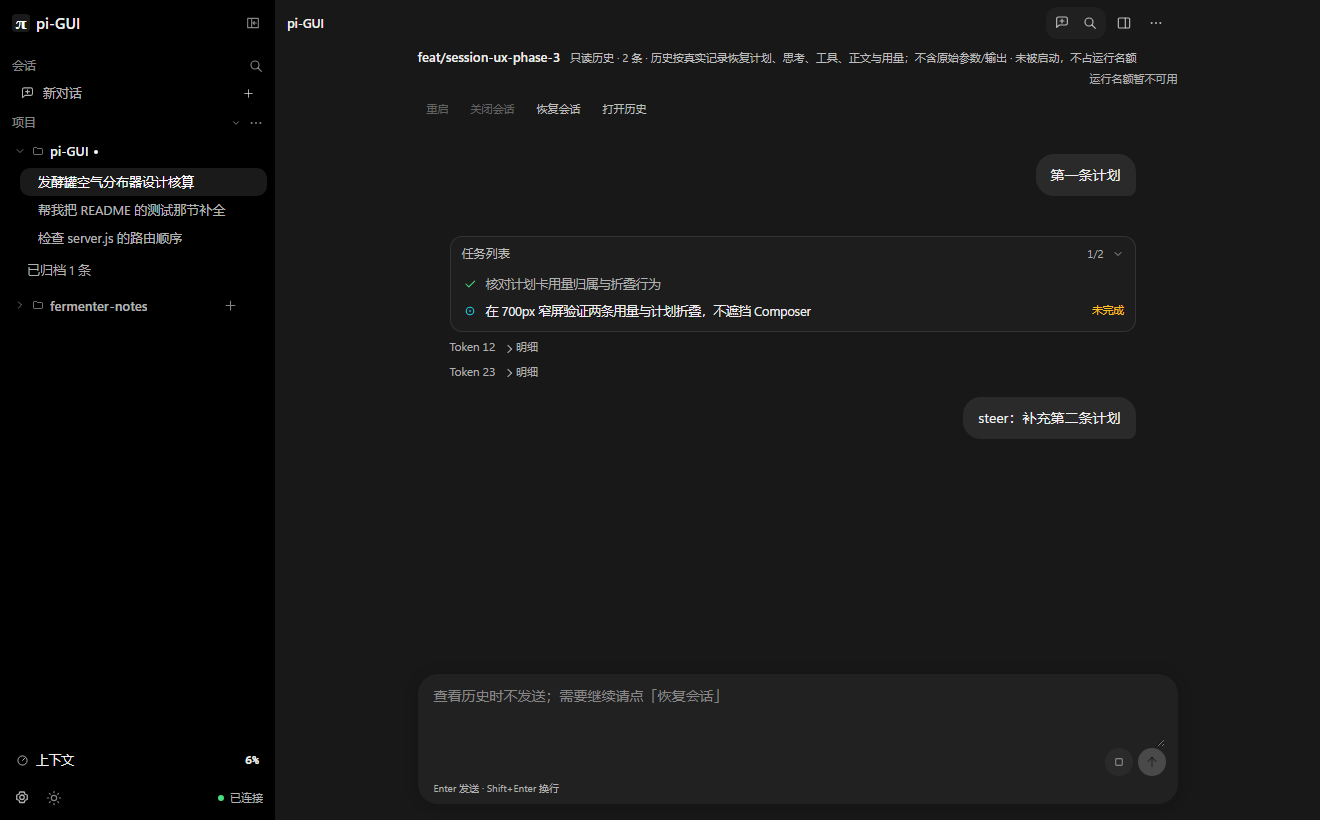 π pi-GUI
会话
新对话
项目
pi-GUI
发酵罐空气分布器设计核算
帮我把 README 的测试那节补全
检查 server.js 的路由顺序
已归档 1 条
fermenter-notes
上下文 6%
已连接
pi-GUI
feat/session-ux-phase-3 只读历史 · 2 条 · 历史按真实记录恢复计划、思考、工具、正文与用量；不含原始参数/输出 · 未被启动，不占运行名额
运行名额暂不可用
重启 关闭会话 恢复会话 打开历史
第一条计划
任务列表 1/2
核对计划卡用量归属与折叠行为
在 700px 窄屏验证两条用量与计划折叠，不遮挡 Composer 未完成
Token 12 明细
Token 23 明细
steer：补充第二条计划
查看历史时不发送；需要继续请点「恢复会话」
Enter 发送 · Shift+Enter 换行